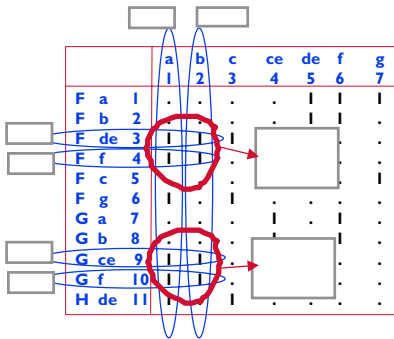 a b c ce de f g
1 2 3 4 5 6 7
F a 1 . . . . I I I
F b 2 . . . . I I .
F de 3 I I I . .
F f 4 I I . . .
F c 5 . . . I I
F g 6 I I I . . . .
G a 7 . . . I . I .
G b 8 . . . I . I .
G ce 9 I I . . .
G f 10 I I . . .
H de 11 I I I . .